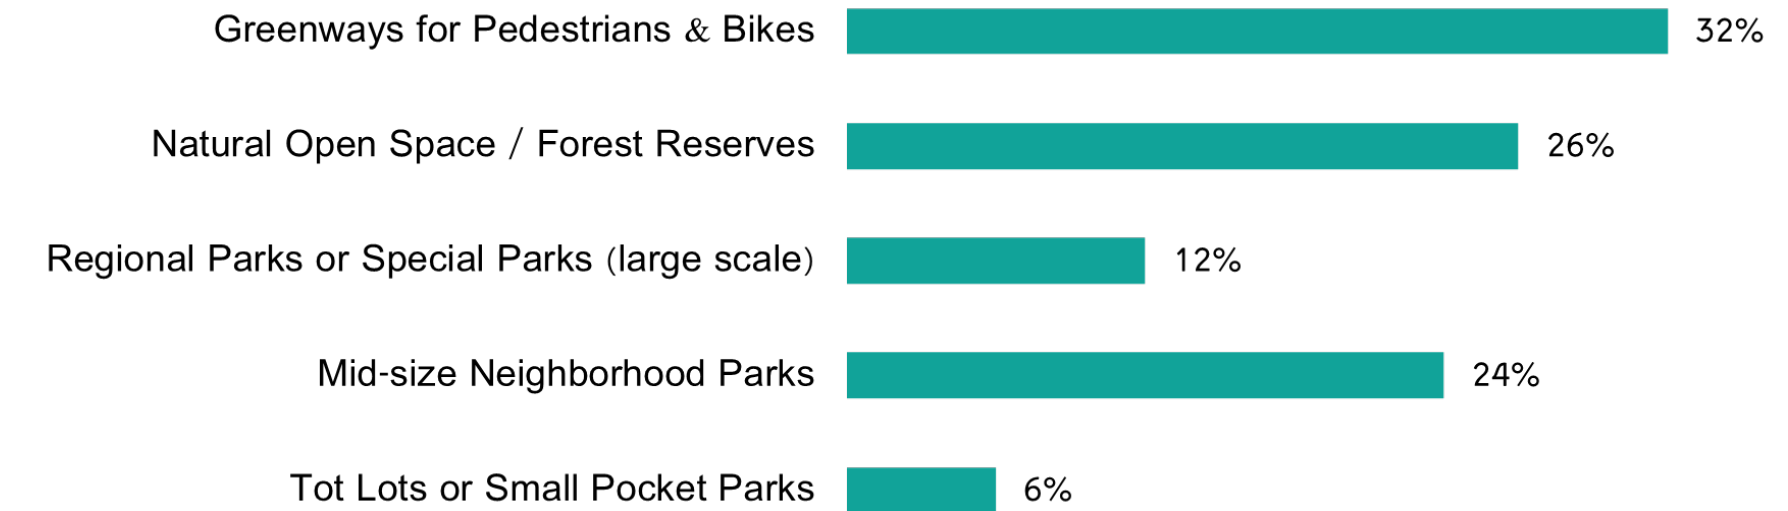 Greenways for Pedestrians & Bikes 32%
Natural Open Space / Forest Reserves 26%
Regional Parks or Special Parks (large scale) 12%
Mid-size Neighborhood Parks 24%
Tot Lots or Small Pocket Parks 6%